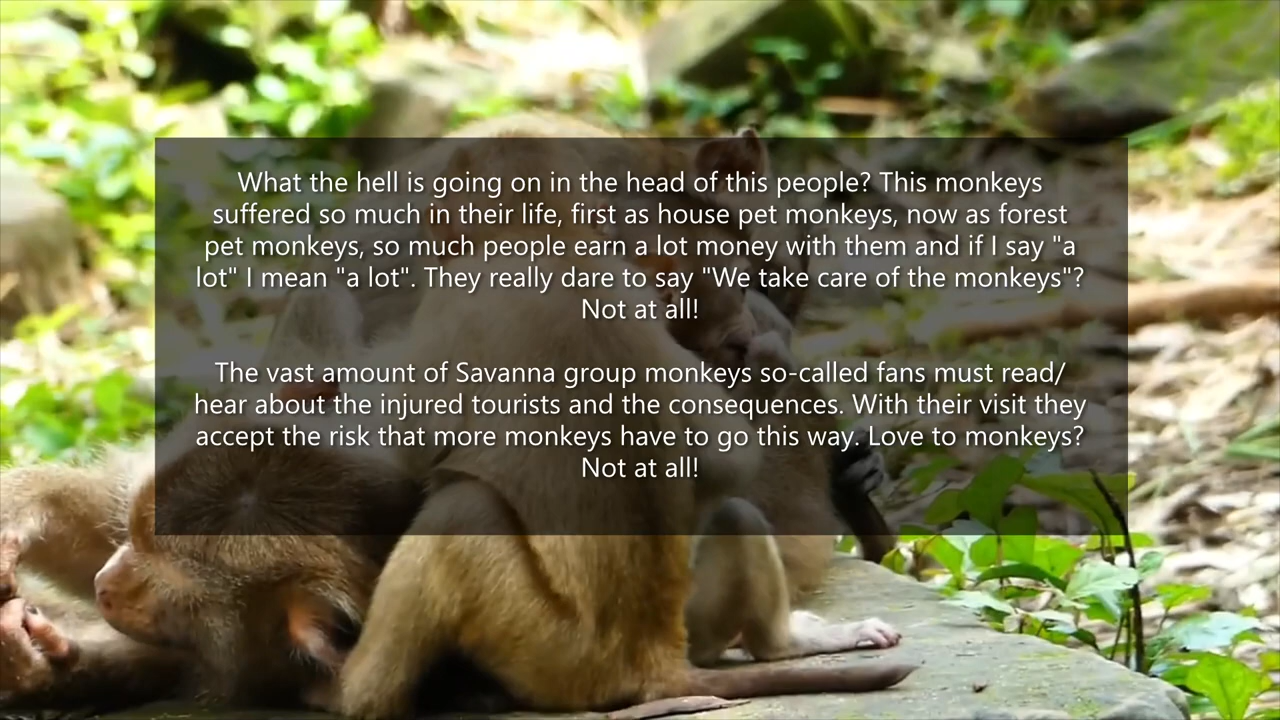 What the hell is going on in the head of this people? This monkeys
suffered so much in their life, first as house pet monkeys, now as forest
pet monkeys, so much people earn a lot money with them and if I say "a
lot" I mean "a lot". They really dare to say "We take care of the monkeys"?
Not at all!
The vast amount of Savanna group monkeys so-called fans must read/
hear about the injured tourists and the consequences. With their visit they
accept the risk that more monkeys have to go this way. Love to monkeys?
Not at all!